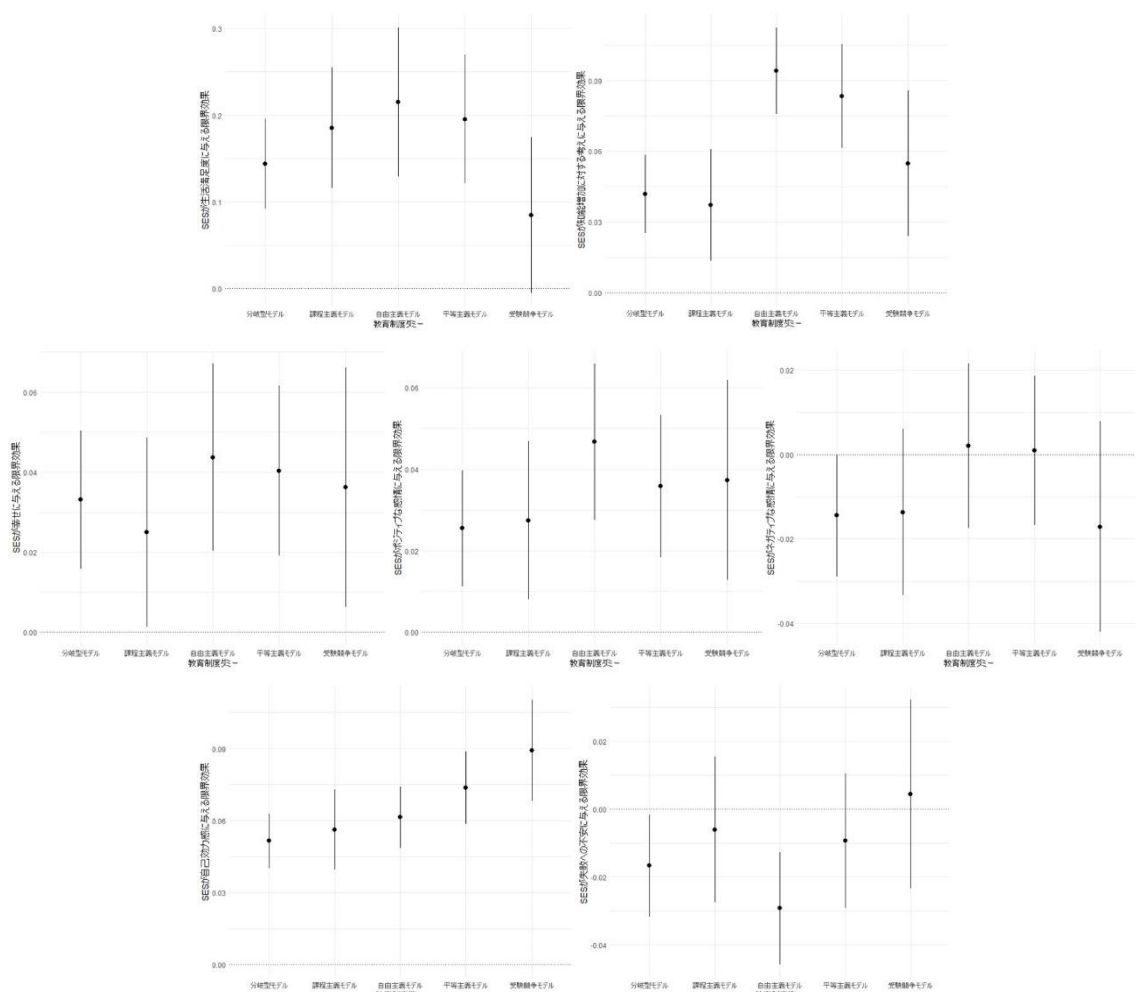 SESが生活満足度に与える限界効果
0.3
0.2
0.1
0.0
分岐型モデル 課程主義モデル 自由主義モデル 平等主義モデル 受験競争モデル
教育制度ダミー
SESが知能増加に対する考えに与える限界効果
0.09
0.06
0.03
0.00
分岐型モデル 課程主義モデル 自由主義モデル 平等主義モデル 受験競争モデル
教育制度ダミー
SESが幸せに与える限界効果
0.06
0.04
0.02
0.00
分岐型モデル 課程主義モデル 自由主義モデル 平等主義モデル 受験競争モデル
教育制度ダミー
SESがポジティブな感情に与える限界効果
0.06
0.04
0.02
0.00
分岐型モデル 課程主義モデル 自由主義モデル 平等主義モデル 受験競争モデル
教育制度ダミー
SESがネガティブな感情に与える限界効果
0.02
0.00
-0.02
-0.04
分岐型モデル 課程主義モデル 自由主義モデル 平等主義モデル 受験競争モデル
教育制度ダミー
SESが自己効力感に与える限界効果
0.09
0.06
0.03
0.00
分岐型モデル 課程主義モデル 自由主義モデル 平等主義モデル 受験競争モデル
SESが失敗への不安に与える限界効果
0.02
0.00
-0.02
-0.04
分岐型モデル 課程主義モデル 自由主義モデル 平等主義モデル 受験競争モデル